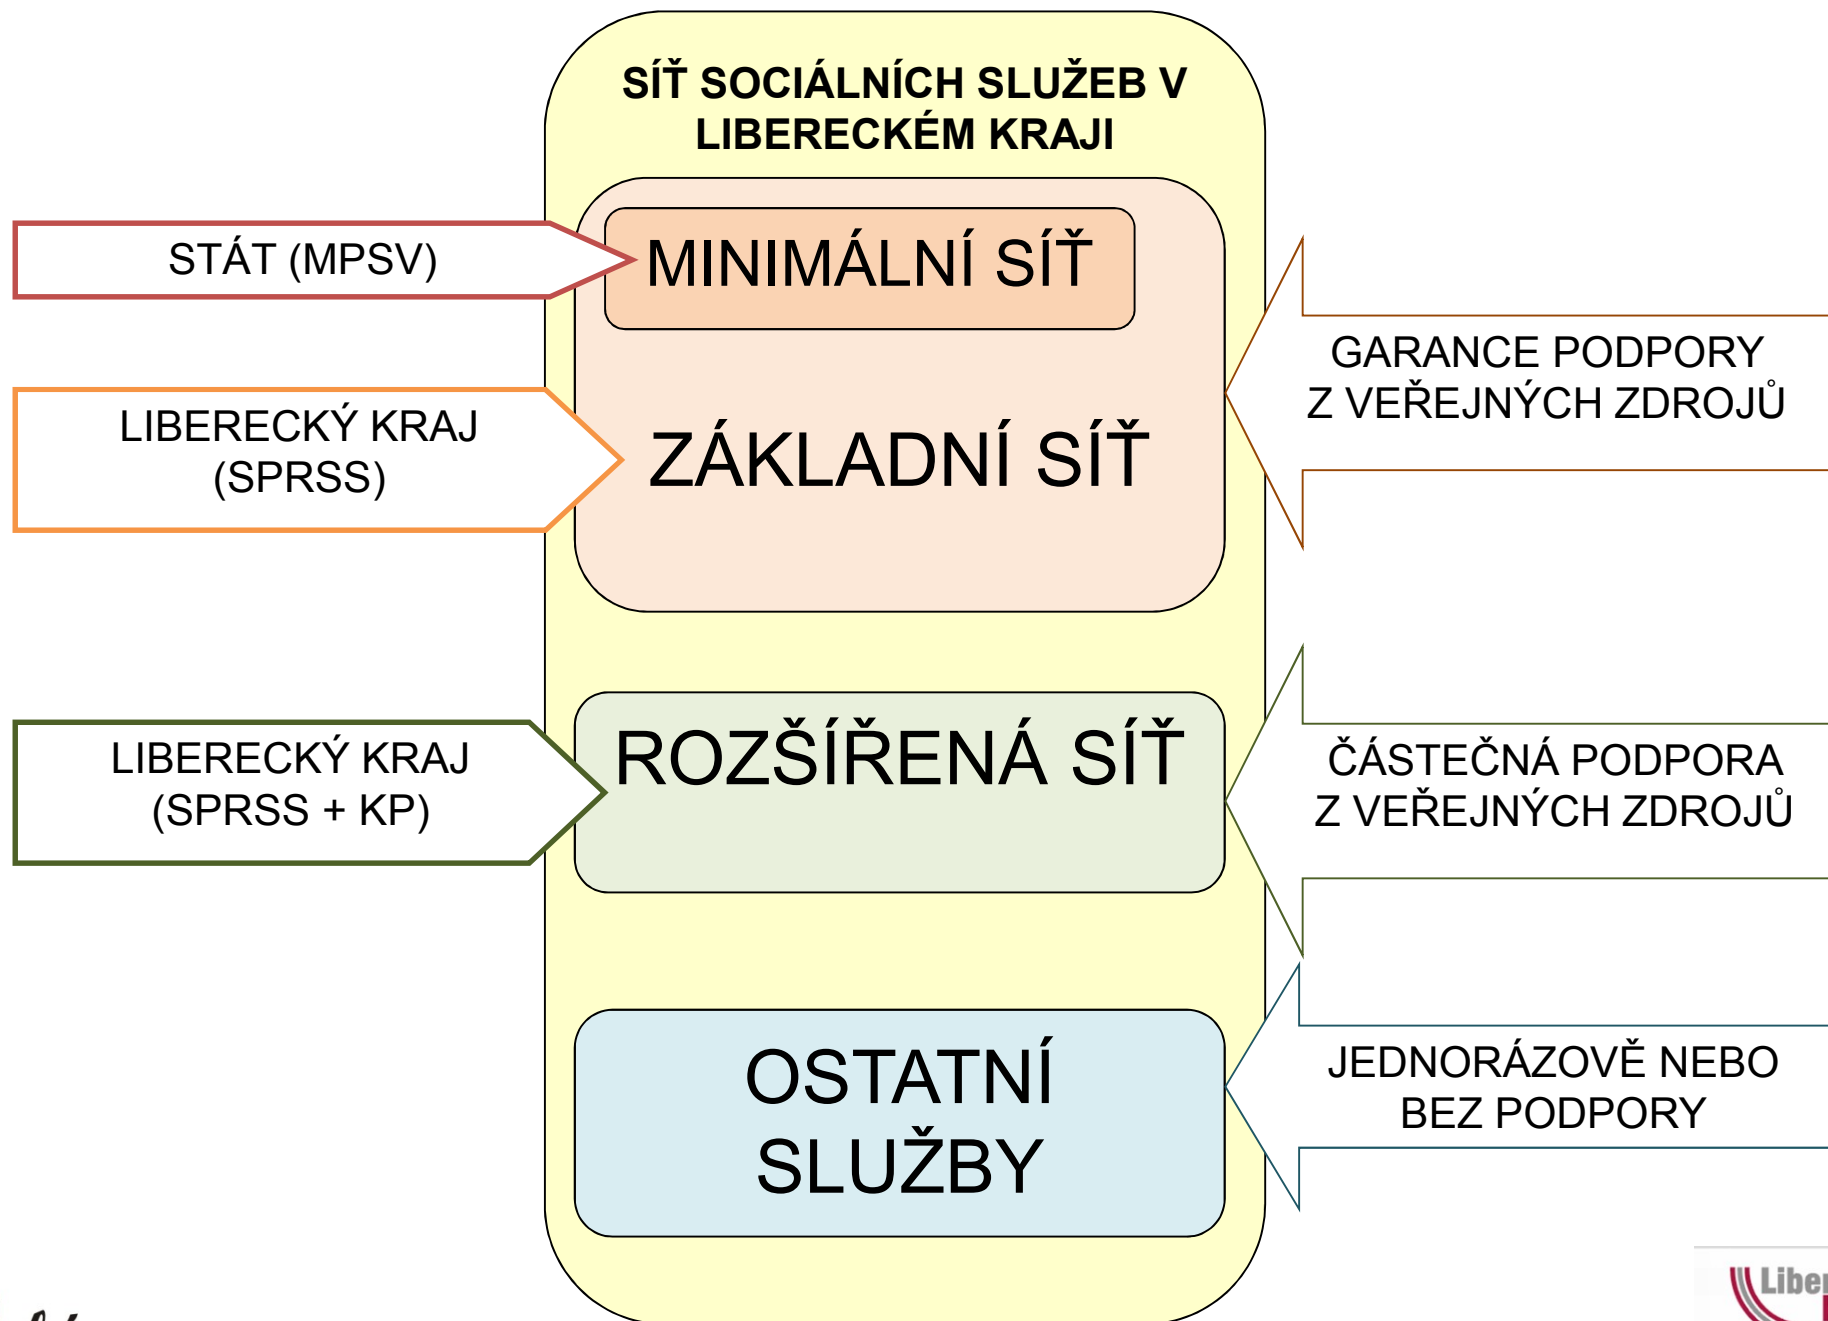 SÍŤ SOCIÁLNÍCH SLUŽEB V
LIBERECKÉM KRAJI
STÁT (MPSV)
MINIMÁLNÍ SÍŤ
GARANCE PODPORY
Z VEŘEJNÝCH ZDROJŮ
LIBERECKÝ KRAJ
(SPRSS)
ZÁKLADNÍ SÍŤ
LIBERECKÝ KRAJ
(SPRSS + KP)
ROZŠÍŘENÁ SÍŤ
ČÁSTEČNÁ PODPORA
Z VEŘEJNÝCH ZDROJŮ
OSTATNÍ
SLUŽBY
JEDNORÁZOVĚ NEBO
BEZ PODPORY